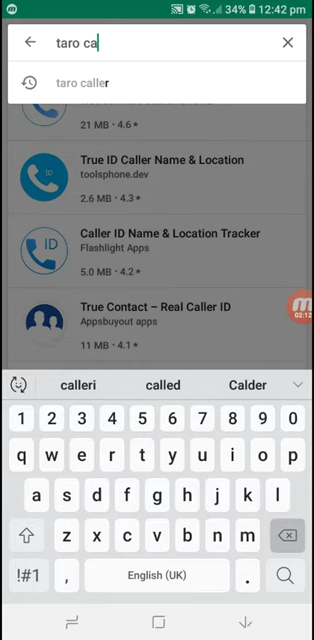 34% 12:42 pm
taro ca
taro caller
21 MB · 4.6★
True ID Caller Name & Location
toolsphone.dev
2.6 MB · 4.3★
Caller ID Name & Location Tracker
Flashlight Apps
5.0 MB · 4.2★
True Contact – Real Caller ID
Appsbuyout apps
11 MB · 4.1★
02:12
calleri called Calder
1 2 3 4 5 6 7 8 9 0
q w e r t y u i o p
a s d f g h j k l
z x c v b n m
!#1 , English (UK) .